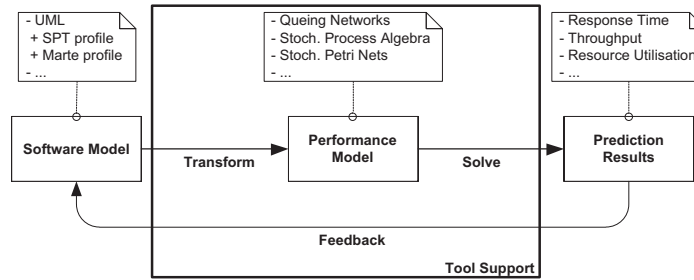 - UML
+ SPT profile
+ Marte profile
- ...
- Queing Networks
- Stoch. Process Algebra
- Stoch. Petri Nets
- ...
- Response Time
- Throughput
- Resource Utilisation
- ...
Software Model
Transform
Performance
Model
Solve
Prediction
Results
Feedback
Tool Support